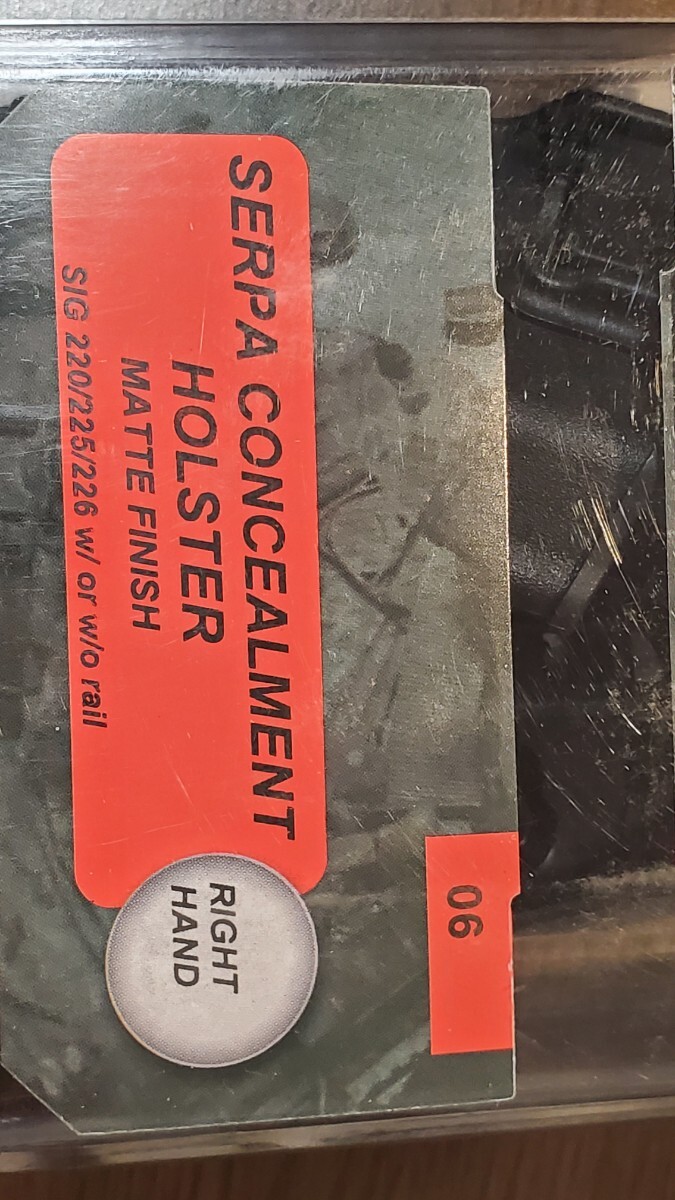 SERPA CONCEALMENT
HOLSTER
MATTE FINISH
SIG 220/225/226 w/ or w/o rail
RIGHT
HAND
06